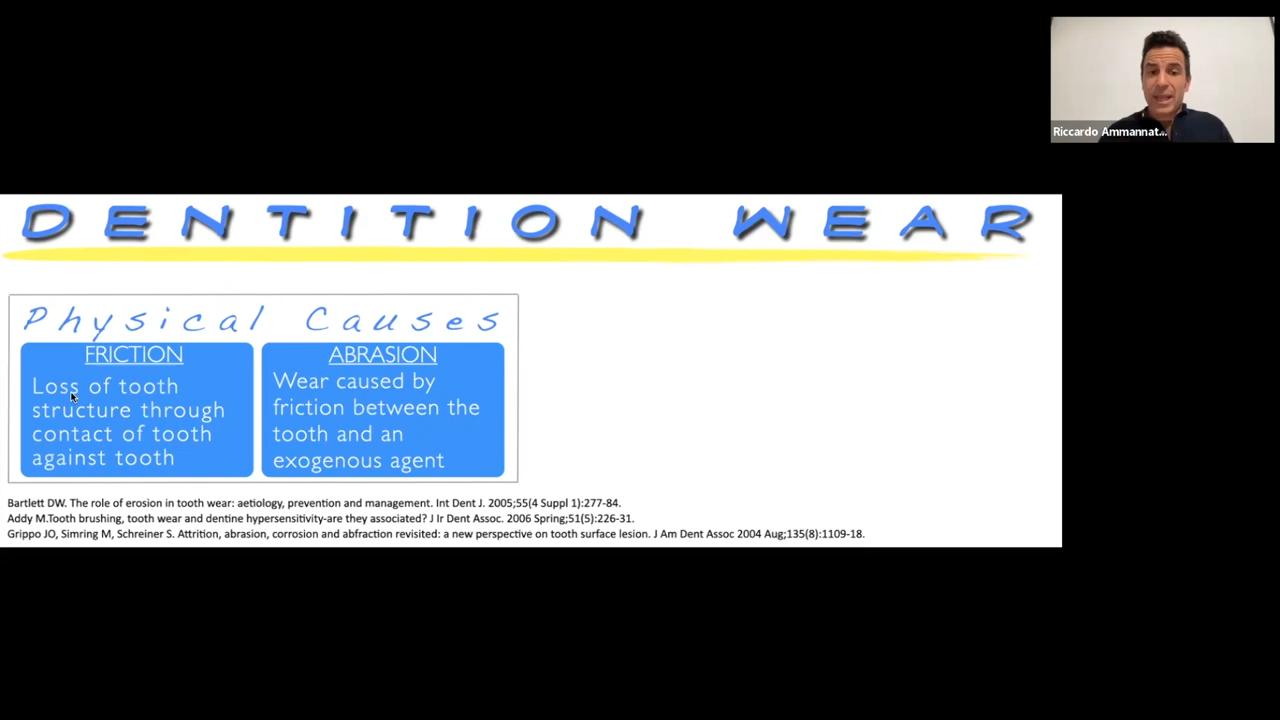 Riccardo Ammannat...
DENTITION WEAR
Physical Causes
FRICTION
Loss of tooth
structure through
contact of tooth
against tooth
ABRASION
Wear caused by
friction between the
tooth and an
exogenous agent
Bartlett DW. The role of erosion in tooth wear: aetiology, prevention and management. Int Dent J. 2005;55(4 Suppl 1):277-84.
Addy M.Tooth brushing, tooth wear and dentine hypersensitivity-are they associated? J Ir Dent Assoc. 2006 Spring;51(5):226-31.
Grippo JO, Simring M, Schreiner S. Attrition, abrasion, corrosion and abfraction revisited: a new perspective on tooth surface lesion. J Am Dent Assoc 2004 Aug;135(8):1109-18.